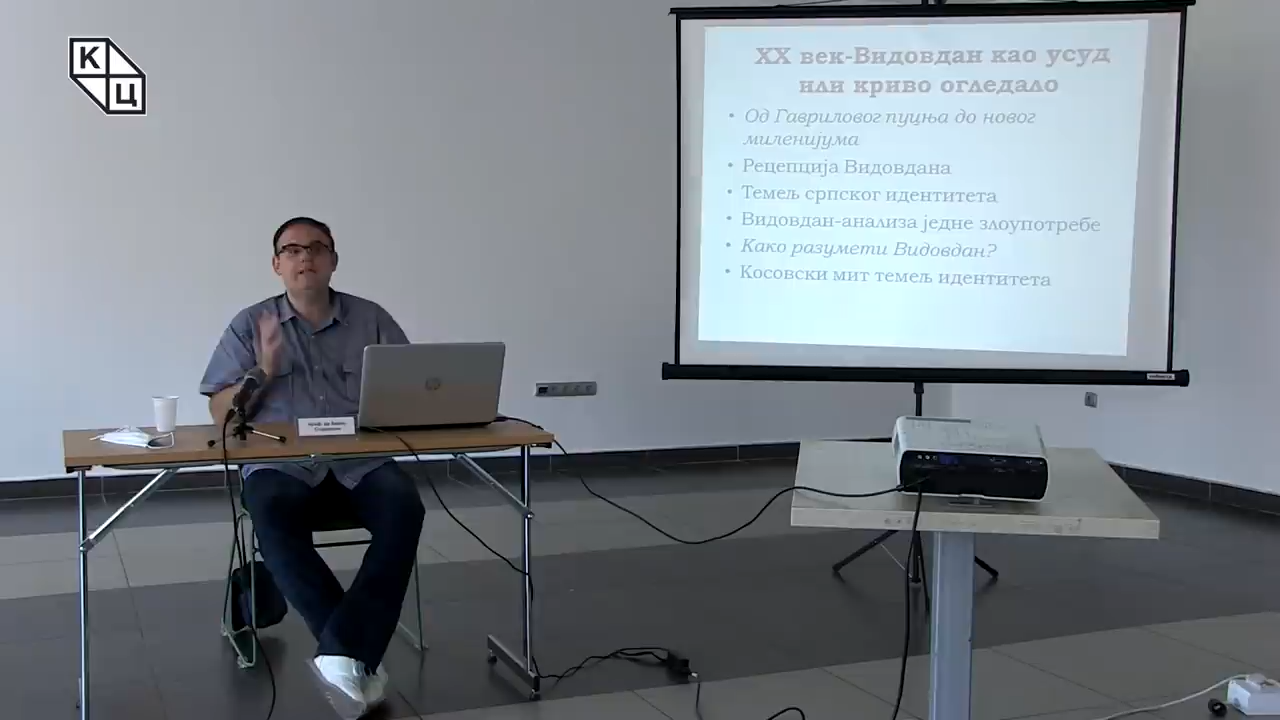 К
Ц
XX век-Видовдан као усуд
или криво огледало
• Од Гавриловог пуцња до новог
миленијума
• Рецепција Видовдана
• Темељ српског идентитета
• Видовдан-анализа једне злоупотребе
• Како разумети Видовдан?
• Косовски мит темељ идентитета
hp